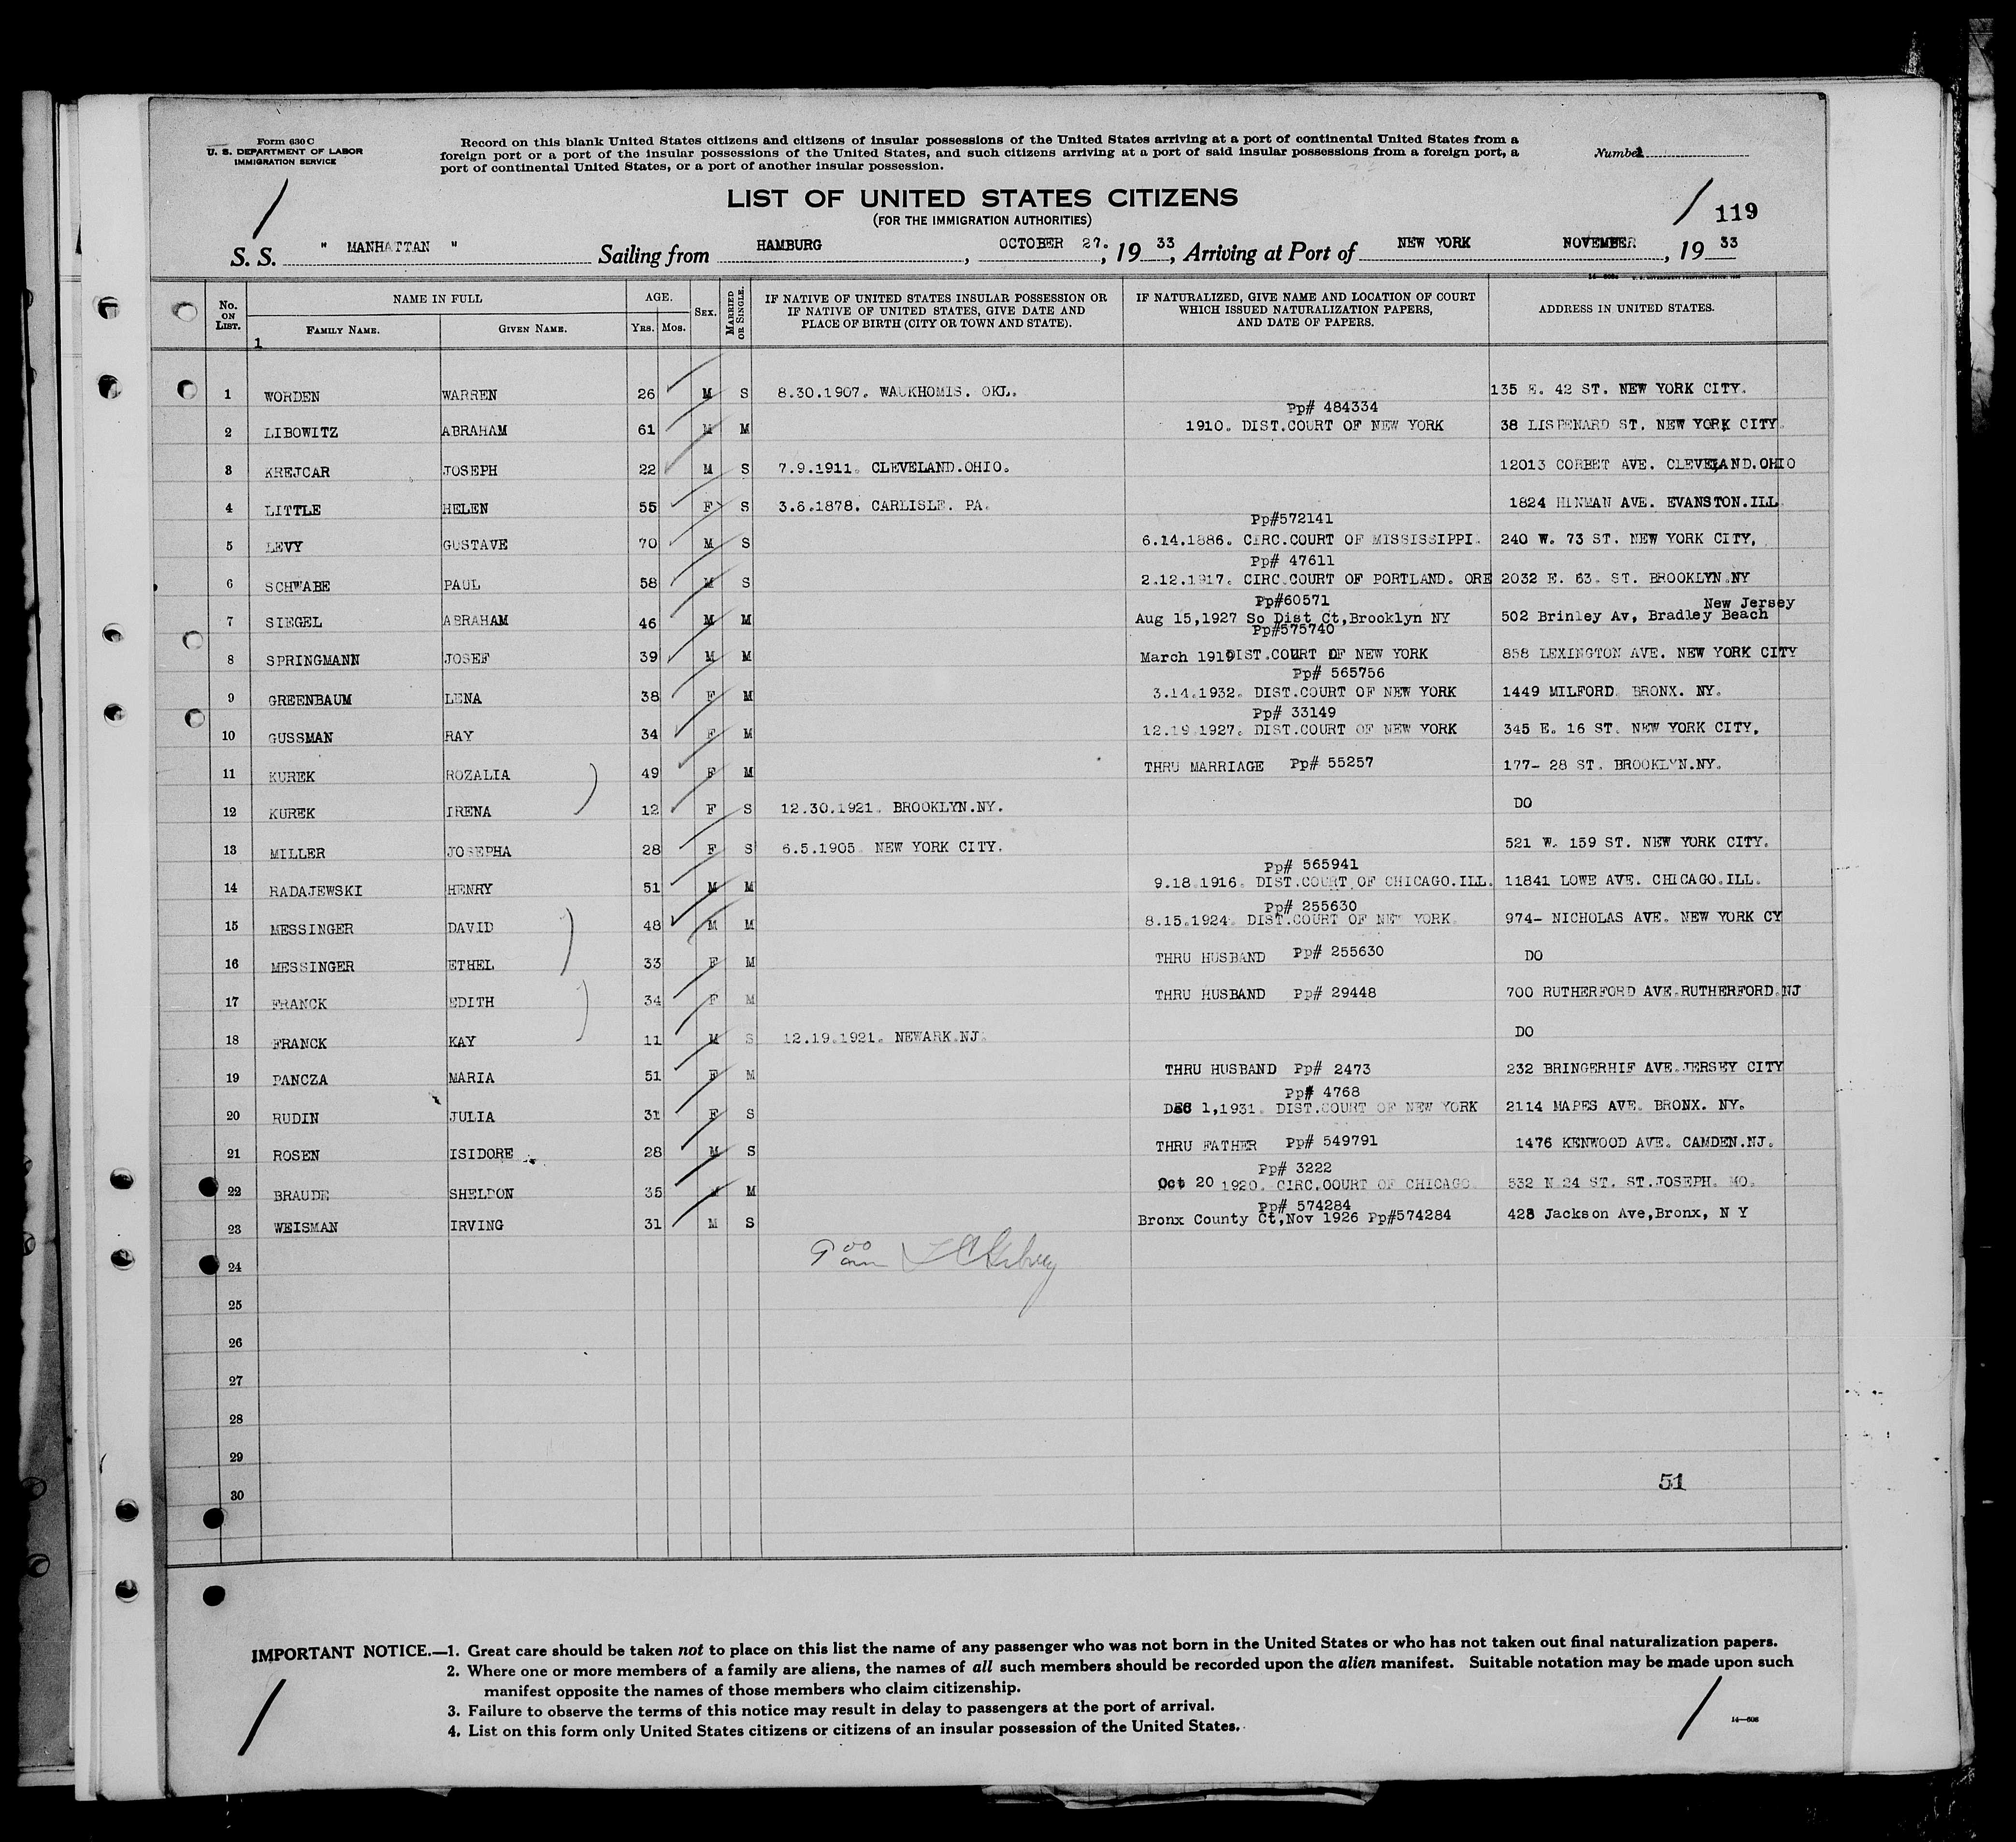 Form 630 C
U. S. DEPARTMENT OF LABOR
IMMIGRATION SERVICE
Record on this blank United States citizens and citizens of insular possessions of the United States arriving at a port of continental United States from a
foreign port or a port of the insular possessions of the United States, and such citizens arriving at a port of said insular possessions from a foreign port, a
port of continental United States, or a port of another insular possession.
Number
LIST OF UNITED STATES CITIZENS
(FOR THE IMMIGRATION AUTHORITIES)
119
S. S. " MANHATTAN " Sailing from HAMBURG, OCTOBER 27., 19 33, Arriving at Port of NEW YORK NOVEMBER, 19 33
No. ON LIST. NAME IN FULL FAMILY NAME. GIVEN NAME. AGE. YRS. MOS. SEX. MARRIED OR SINGLE. IF NATIVE OF UNITED STATES INSULAR POSSESSION OR IF NATIVE OF UNITED STATES, GIVE DATE AND PLACE OF BIRTH (CITY OR TOWN AND STATE). IF NATURALIZED, GIVE NAME AND LOCATION OF COURT WHICH ISSUED NATURALIZATION PAPERS, AND DATE OF PAPERS. ADDRESS IN UNITED STATES.
1
1 WORDEN WARREN 26 M S 8.30.1907. WAUKHOMIS. OKL. 135 E. 42 ST. NEW YORK CITY.
Pp# 484334
2 LIBOWITZ ABRAHAM 61 M M 1910. DIST.COURT OF NEW YORK 38 LISPENARD ST. NEW YORK CITY.
3 KREJCAR JOSEPH 22 M S 7.9.1911. CLEVELAND.OHIO. 12013 CORBET AVE. CLEVELAND.OHIO
4 LITTLE HELEN 55 F S 3.6.1878. CARLISLE. PA. 1824 HINMAN AVE. EVANSTON.ILL.
Pp#572141
5 LEVY GUSTAVE 70 M S 6.14.1886. CIRC.COURT OF MISSISSIPPI. 240 W. 73 ST. NEW YORK CITY.
Pp# 47611
6 SCHWABE PAUL 58 M S 2.12.1917. CIRC.COURT OF PORTLAND. ORE 2032 E. 63. ST. BROOKLYN.NY
Pp#60571 New Jersey
7 SIEGEL ABRAHAM 46 M M Aug 15,1927 So Dist Ct,Brooklyn NY 502 Brinley Av, Bradley Beach
Pp#575740
8 SPRINGMANN JOSEF 39 M M March 1919 DIST.COURT OF NEW YORK 858 LEXINGTON AVE. NEW YORK CITY
Pp# 565756
9 GREENBAUM LENA 38 F M 3.14.1932. DIST.COURT OF NEW YORK 1449 MILFORD. BRONX. NY.
Pp# 33149
10 GUSSMAN RAY 34 F M 12.19.1927. DIST.COURT OF NEW YORK 345 E. 16 ST. NEW YORK CITY.
11 KUREK ROZALIA 49 F M THRU MARRIAGE Pp# 55257 177- 28 ST. BROOKLYN.NY.
12 KUREK IRENA 12 F S 12.30.1921. BROOKLYN.NY. DO
13 MILLER JOSEPHA 28 F S 6.5.1905. NEW YORK CITY. 521 W. 159 ST. NEW YORK CITY.
Pp# 565941
14 RADAJEWSKI HENRY 51 M M 9.18.1916. DIST.COURT OF CHICAGO.ILL. 11841 LOWE AVE. CHICAGO.ILL.
Pp# 255630
15 MESSINGER DAVID 48 M M 8.15.1924. DIST.COURT OF NEW YORK. 974- NICHOLAS AVE. NEW YORK CY
16 MESSINGER ETHEL 33 F M THRU HUSBAND Pp# 255630 DO
17 FRANCK EDITH 34 F M THRU HUSBAND Pp# 29448 700 RUTHERFORD AVE.RUTHERFORD.NJ
18 FRANCK KAY 11 M S 12.19.1921. NEWARK.NJ. DO
19 PANCZA MARIA 51 F M THRU HUSBAND Pp# 2473 232 BRINGERHIF AVE.JERSEY CITY
Pp# 4768
20 RUDIN JULIA 31 F S DEC 1,1931. DIST.COURT OF NEW YORK 2114 MAPES AVE. BRONX. NY.
21 ROSEN ISIDORE 28 M S THRU FATHER Pp# 549791 1476 KENWOOD AVE. CAMDEN.NJ.
Pp# 3222
22 BRAUDE SHELDON 35 M M Oct 20 1920. CIRC.COURT OF CHICAGO. 532 N 24 ST. ST.JOSEPH. MO.
Pp# 574284
23 WEISMAN IRVING 31 M S Bronx County Ct,Nov 1926 Pp#574284 428 Jackson Ave,Bronx, N Y
24
25
26
27
28
29
30
51
IMPORTANT NOTICE.—1. Great care should be taken not to place on this list the name of any passenger who was not born in the United States or who has not taken out final naturalization papers.
2. Where one or more members of a family are aliens, the names of all such members should be recorded upon the alien manifest. Suitable notation may be made upon such
manifest opposite the names of those members who claim citizenship.
3. Failure to observe the terms of this notice may result in delay to passengers at the port of arrival.
4. List on this form only United States citizens or citizens of an insular possession of the United States.
14—608